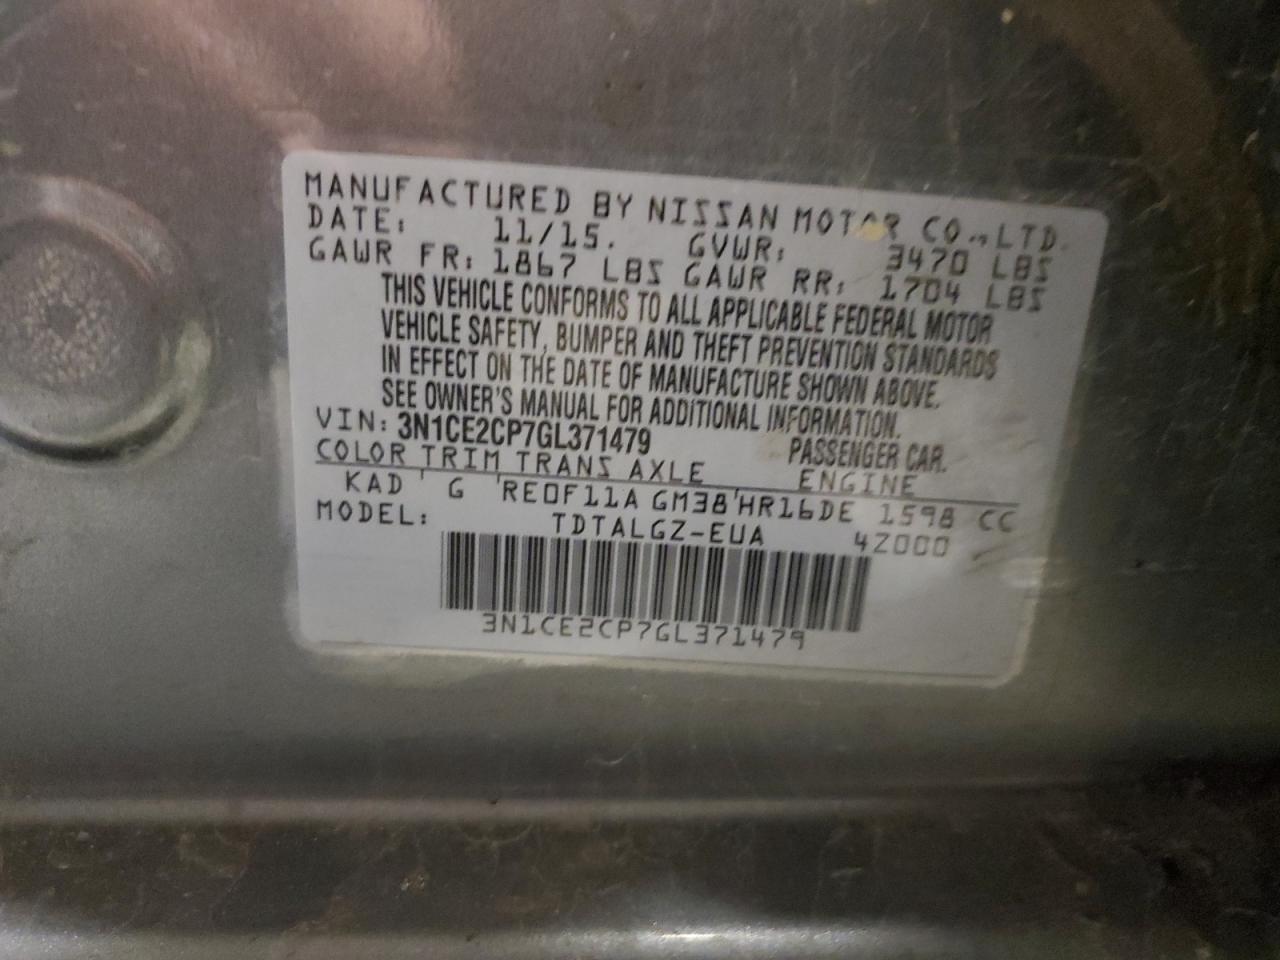 MANUFACTURED BY NISSAN MOTOR CO., LTD.
DATE: 11/15. GVWR: 3470 LBS
GAWR FR: 1867 LBS GAWR RR: 1704 LBS
THIS VEHICLE CONFORMS TO ALL APPLICABLE FEDERAL MOTOR
VEHICLE SAFETY, BUMPER AND THEFT PREVENTION STANDARDS
IN EFFECT ON THE DATE OF MANUFACTURE SHOWN ABOVE.
SEE OWNER'S MANUAL FOR ADDITIONAL INFORMATION.
VIN: 3N1CE2CP7GL371479 PASSENGER CAR.
COLOR TRIM TRANS AXLE ENGINE
KAD ' G 'RE0F11A GM38'HR16DE 1598 CC
MODEL: TDTALGZ-EUA 42000
3N1CE2CP7GL371479